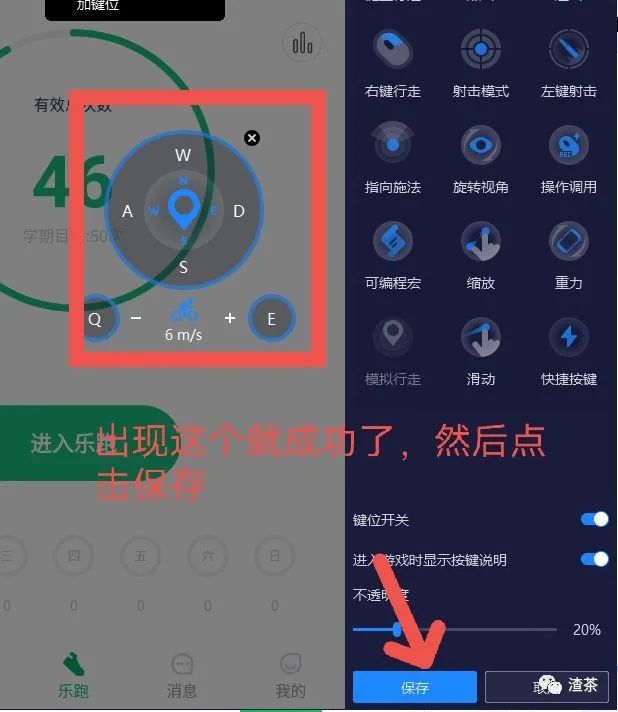 加键位
有效总次数
46
学期目标:50次
W
A
D
S
N
W
E
S
Q
E
6 m/s
右键行走
射击模式
左键射击
指向施法
旋转视角
操作调用
REC
可编程宏
缩放
重力
模拟行走
滑动
快捷按键
进入乐跑
出现这个就成功了，然后点
击保存
三
四
五
六
日
0
0
0
0
0
键位开关
进入游戏时显示按键说明
不透明度
20%
保存
取
渣茶
乐跑
消息
我的